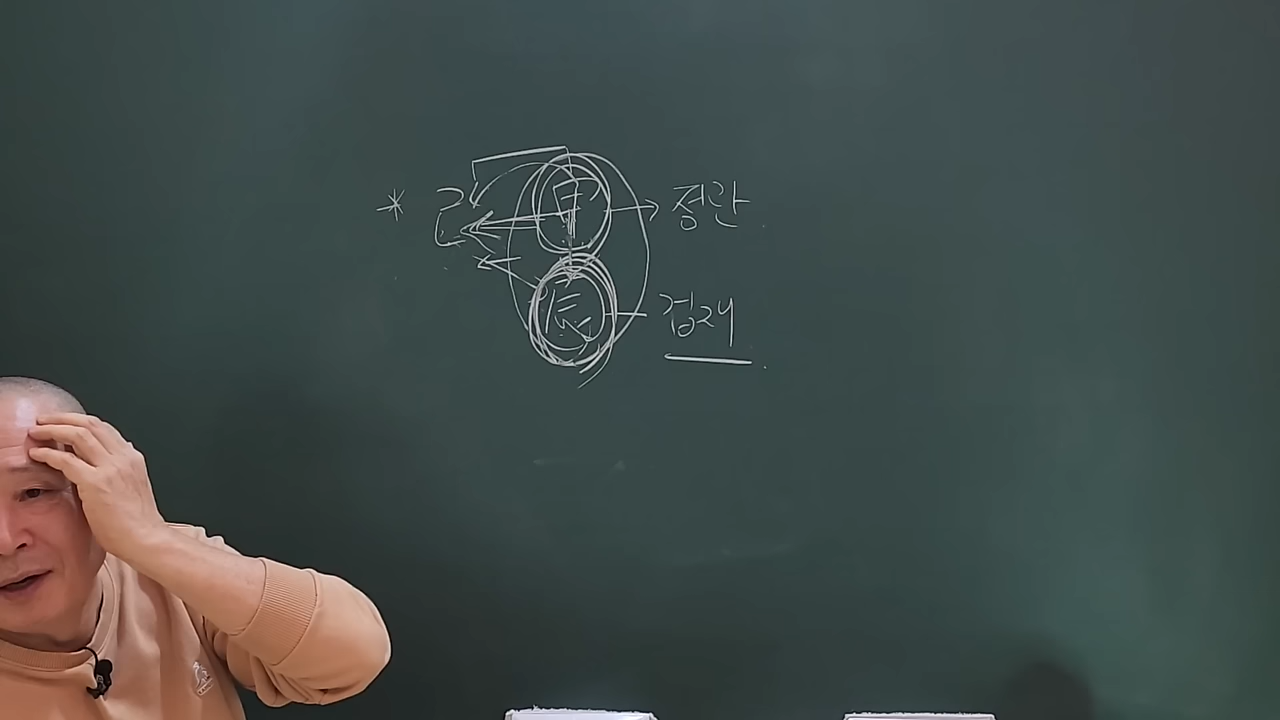 * 己 甲 → 정관
辰 겁재